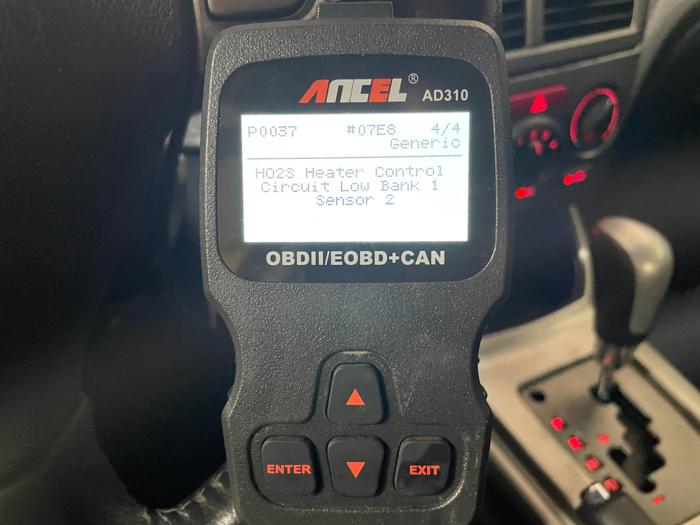 ANCEL®
AD310
P0037 #07E8 4/4
Generic
HO2S Heater Control
Circuit Low Bank 1
Sensor 2
OBDII/EOBD+CAN
ENTER
EXIT